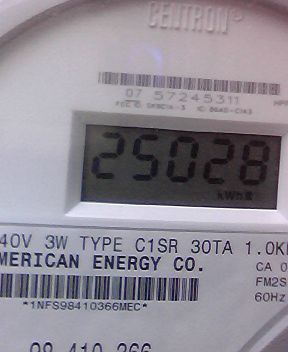 CENTRON®
07 57245311
25028
kWh
40V 3W TYPE C1SR 30TA 1.0K
MERICAN ENERGY CO.
CA 0
FM2S
60Hz
*1NFS98410366MEC*
98 410 366